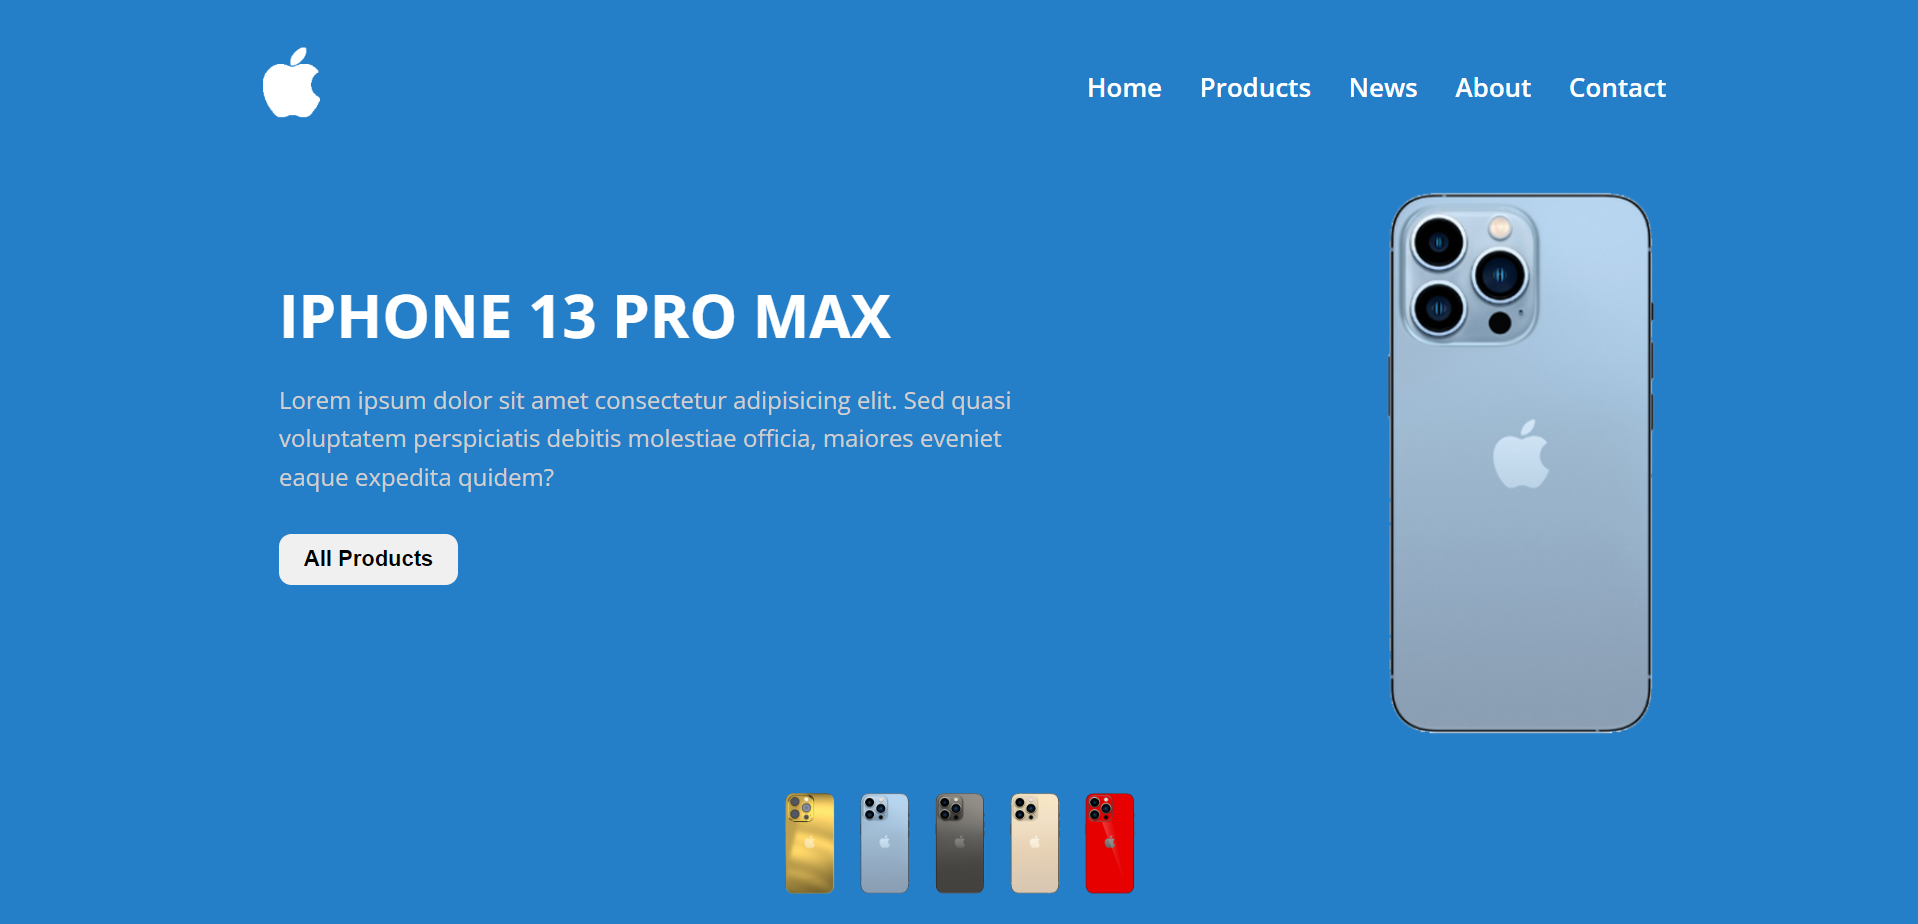 Home Products News About Contact
IPHONE 13 PRO MAX
Lorem ipsum dolor sit amet consectetur adipisicing elit. Sed quasi
voluptatem perspiciatis debitis molestiae officia, maiores eveniet
eaque expedita quidem?
All Products